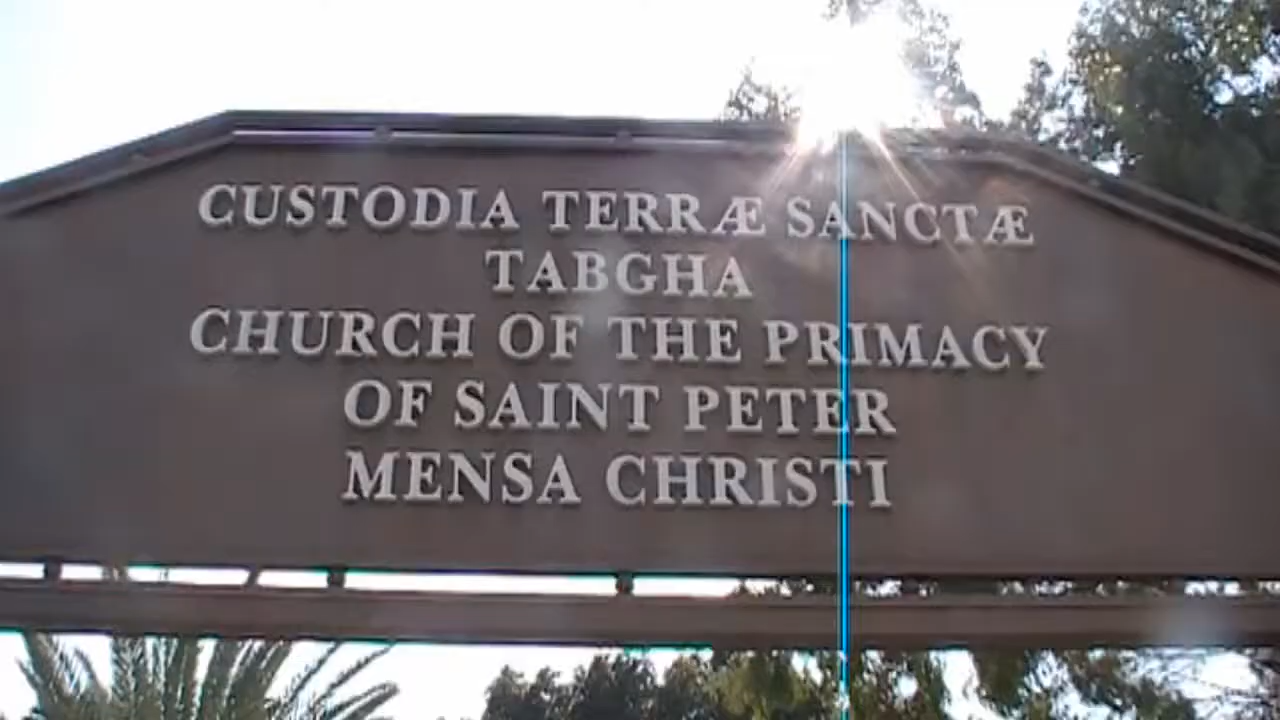 CUSTODIA TERRÆ SANCTÆ
TABGHA
CHURCH OF THE PRIMACY
OF SAINT PETER
MENSA CHRISTI